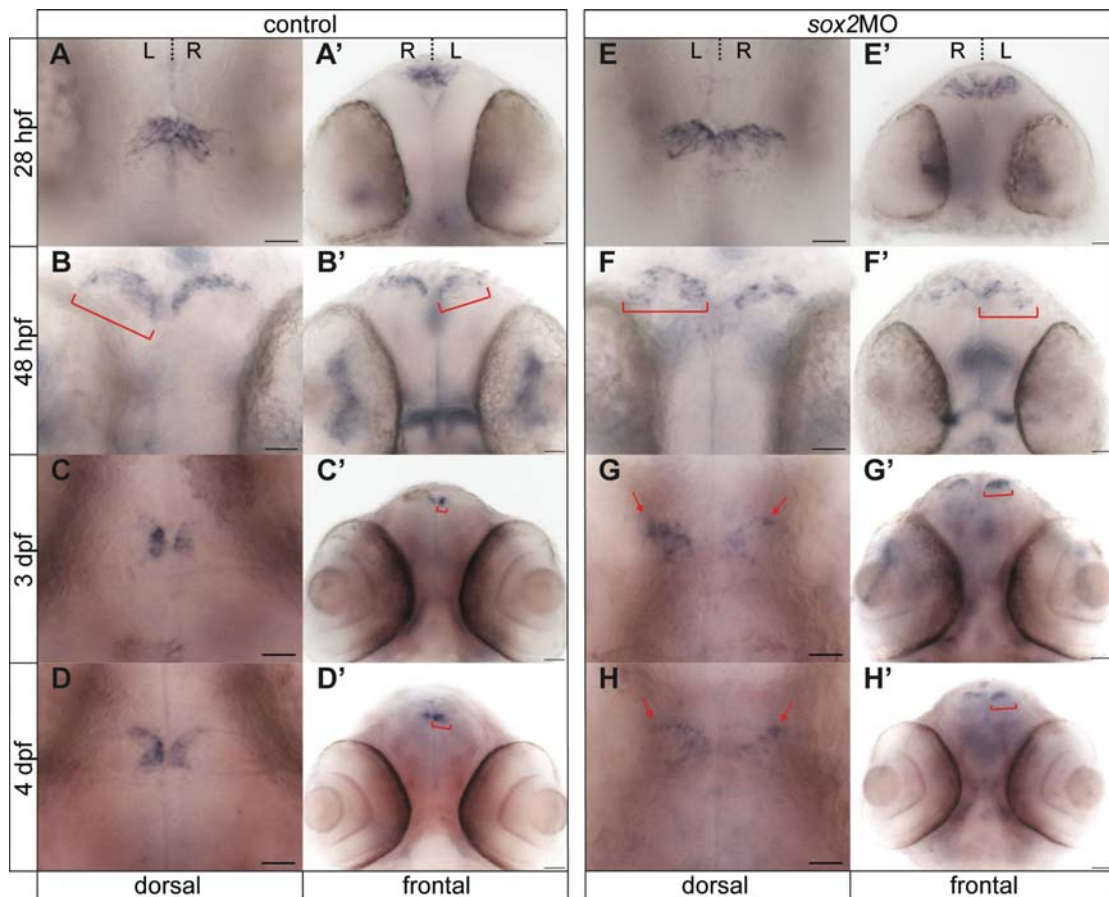 control
sox2MO
28 hpf
A L R
A' R L
E L R
E' R L
48 hpf
B
B'
F
F'
3 dpf
C
C'
G
G'
4 dpf
D
D'
H
H'
dorsal
frontal
dorsal
frontal